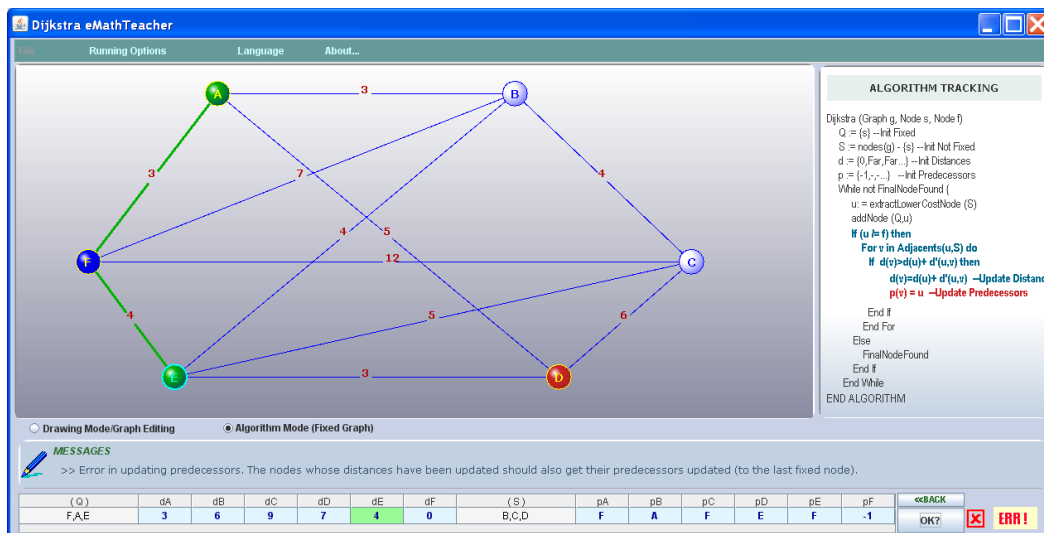 Dijkstra eMathTeacher
File Running Options Language About...
A
3
B
3
7
4
4
5
F
12
C
4
5
6
E
3
D
ALGORITHM TRACKING
Dijkstra (Graph g, Node s, Node f)
Q := {s} --Init Fixed
S := nodes(g) - {s} --Init Not Fixed
d := {0,Far,Far...} --Init Distances
p := {-1,-,-...} --Init Predecessors
While not FinalNodeFound {
u: = extractLowerCostNode (S)
addNode (Q,u)
If (u /= f) then
For v in Adjacents(u,S) do
If d(v)>d(u)+ d'(u,v) then
d(v)=d(u)+ d'(u,v) --Update Distanc
p(v) = u --Update Predecessors
End If
End For
Else
FinalNodeFound
End If
End While
END ALGORITHM
Drawing Mode/Graph Editing Algorithm Mode (Fixed Graph)
MESSAGES
>> Error in updating predecessors. The nodes whose distances have been updated should also get their predecessors updated (to the last fixed node).
( Q ) dA dB dC dD dE dF ( S ) pA pB pC pD pE pF <<BACK
F,A,E 3 6 9 7 4 0 B,C,D F A F E F -1 OK? ERR !